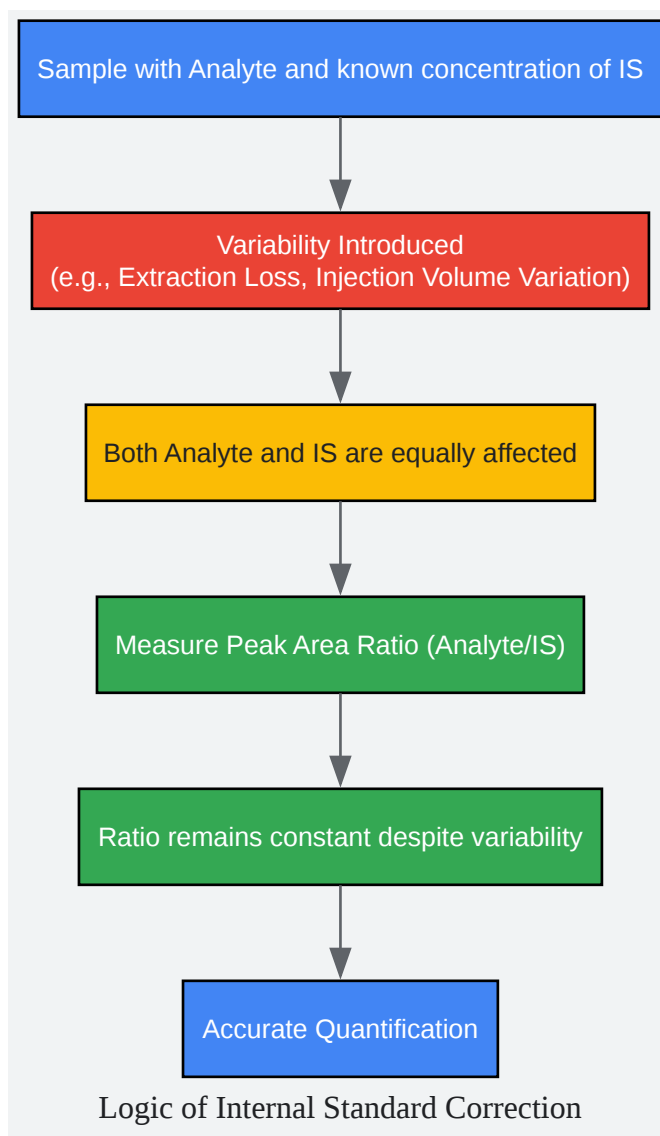 Sample with Analyte and known concentration of IS
Variability Introduced
(e.g., Extraction Loss, Injection Volume Variation)
Both Analyte and IS are equally affected
Measure Peak Area Ratio (Analyte/IS)
Ratio remains constant despite variability
Accurate Quantification
Logic of Internal Standard Correction